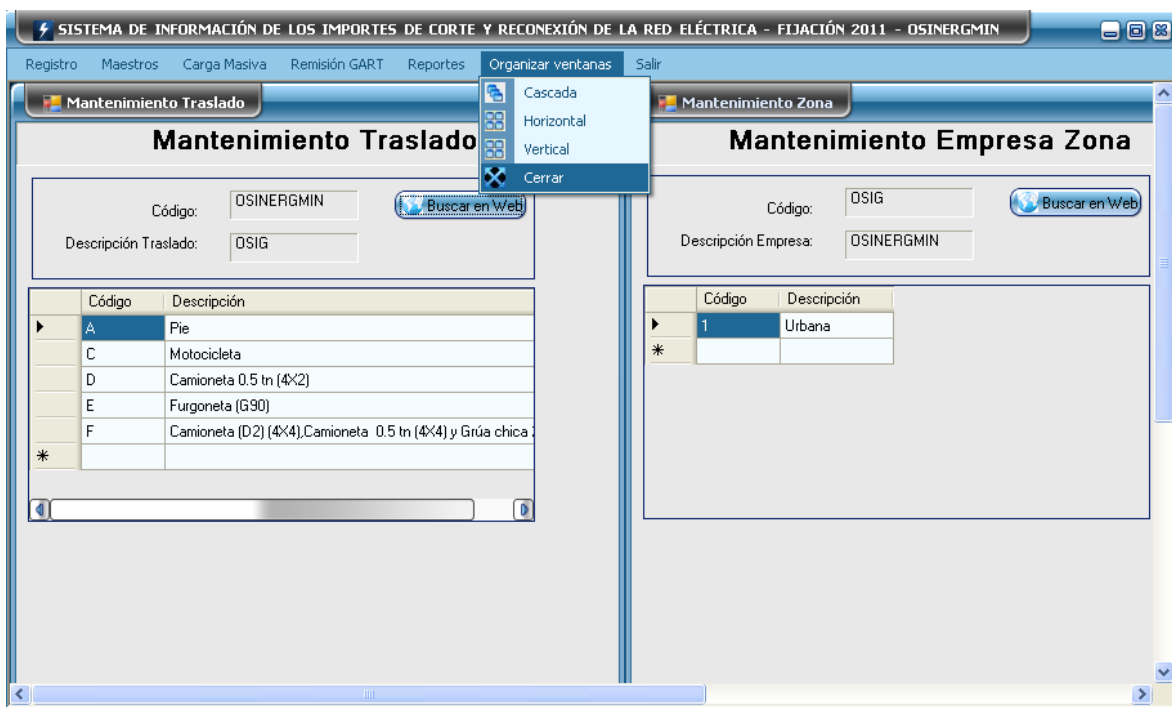 SISTEMA DE INFORMACIÓN DE LOS IMPORTES DE CORTE Y RECONEXIÓN DE LA RED ELÉCTRICA - FIJACIÓN 2011 - OSINERGMIN
Registro Maestros Carga Masiva Remisión GART Reportes Organizar ventanas Salir
Cascada
Horizontal
Vertical
Cerrar
Mantenimiento Traslado
Mantenimiento Traslado
Código: OSINERGMIN Buscar en Web
Descripción Traslado: OSIG
Código Descripción
A Pie
C Motocicleta
D Camioneta 0.5 tn (4X2)
E Furgoneta (G90)
F Camioneta (D2) (4X4),Camioneta 0.5 tn (4X4) y Grúa chica
Mantenimiento Zona
Mantenimiento Empresa Zona
Código: OSIG Buscar en Web
Descripción Empresa: OSINERGMIN
Código Descripción
1 Urbana